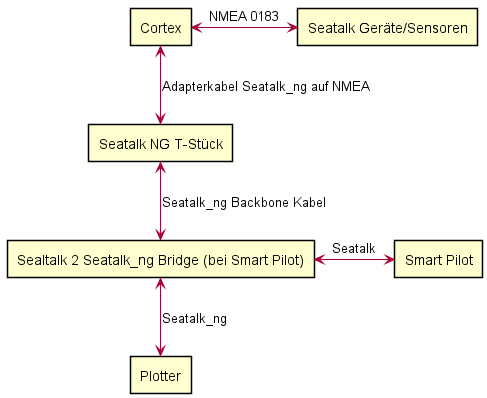 NMEA 0183
Cortex
Seatalk Geräte/Sensoren
Adapterkabel Seatalk_ng auf NMEA
Seatalk NG T-Stück
Seatalk_ng Backbone Kabel
Seatalk
Sealtalk 2 Seatalk_ng Bridge (bei Smart Pilot)
Smart Pilot
Seatalk_ng
Plotter